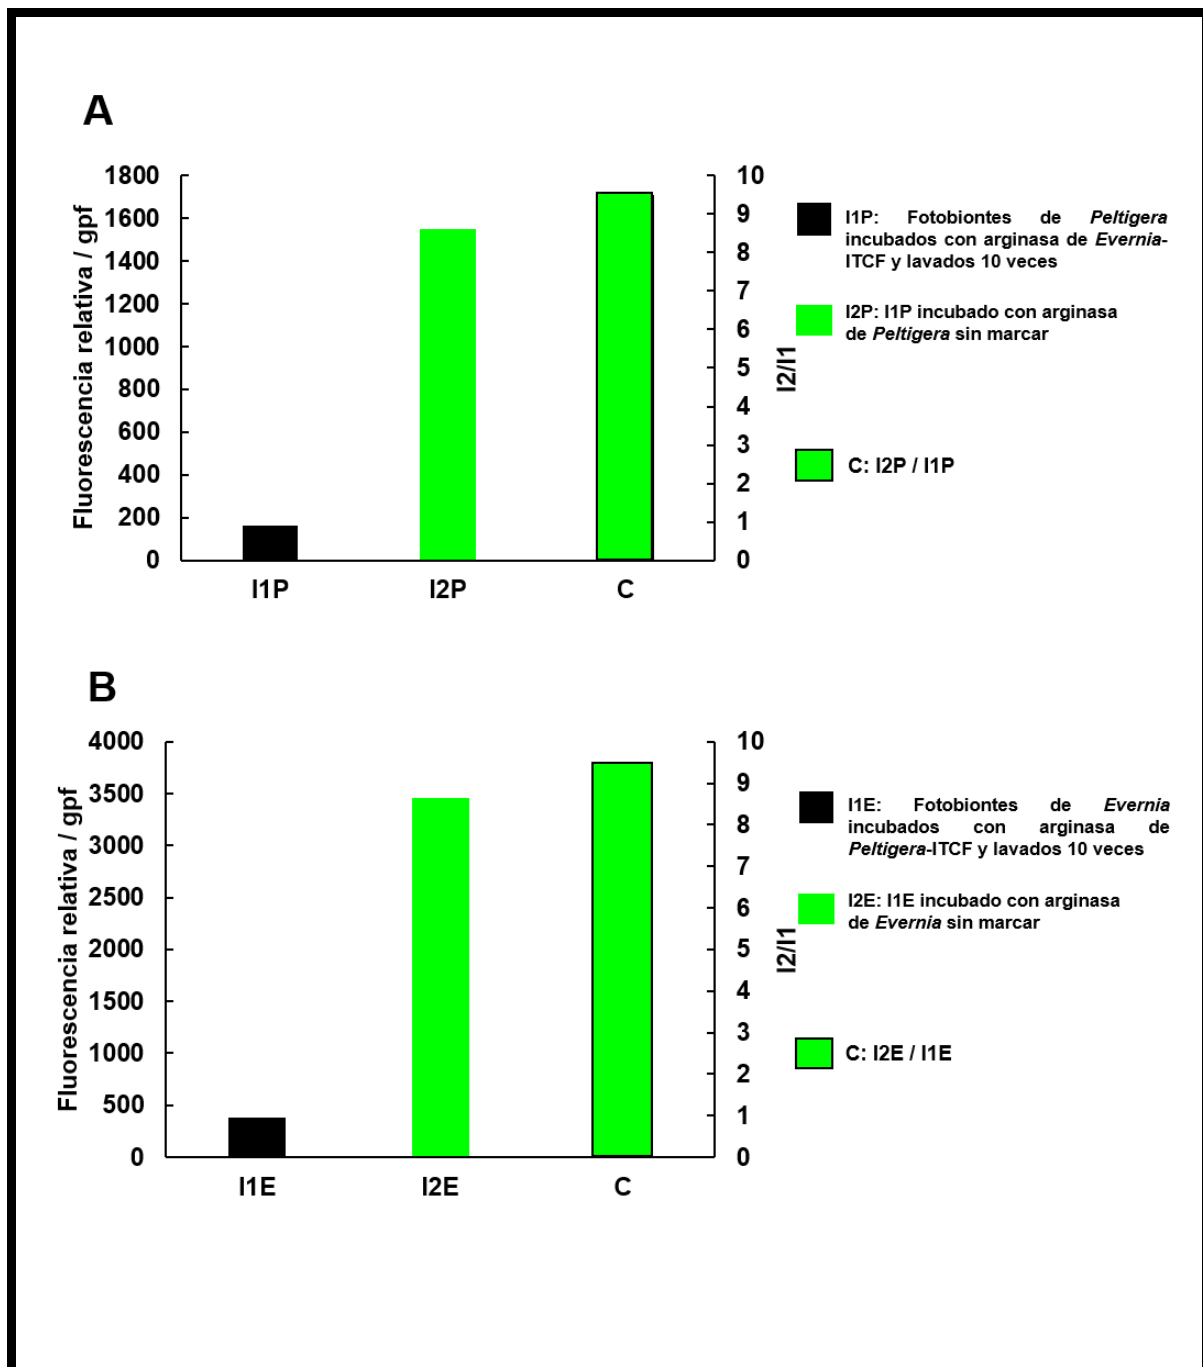 A
Fluorescencia relativa / gpf
1800
1600
1400
1200
1000
800
600
400
200
0
I1P
I2P
C
10
9
8
7
6
5
4
3
2
1
0
I2/I1
I1P: Fotobiontes de Peltigera
incubados con arginasa de Evernia-
ITCF y lavados 10 veces
I2P: I1P incubado con arginasa
de Peltigera sin marcar
C: I2P / I1P
B
Fluorescencia relativa / gpf
4000
3500
3000
2500
2000
1500
1000
500
0
I1E
I2E
C
10
9
8
7
6
5
4
3
2
1
0
I2/I1
I1E: Fotobiontes de Evernia
incubados con arginasa de
Peltigera-ITCF y lavados 10 veces
I2E: I1E incubado con arginasa
de Evernia sin marcar
C: I2E / I1E